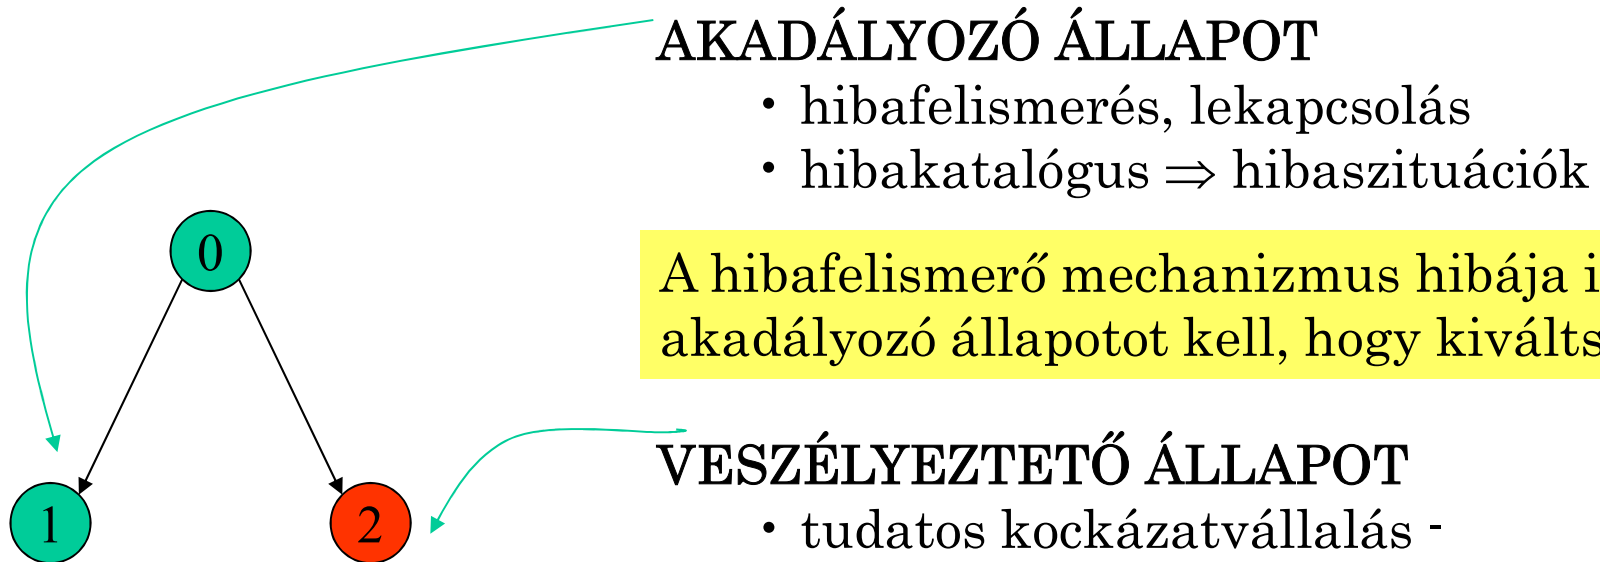 AKADÁLYOZÓ ÁLLAPOT
• hibafelismerés, lekapcsolás
• hibakatalógus ⇒ hibaszituációk
0
A hibafelismerő mechanizmus hibája i
akadályozó állapotot kell, hogy kiválts
VESZÉLYEZTETŐ ÁLLAPOT
1
2
• tudatos kockázatvállalás -